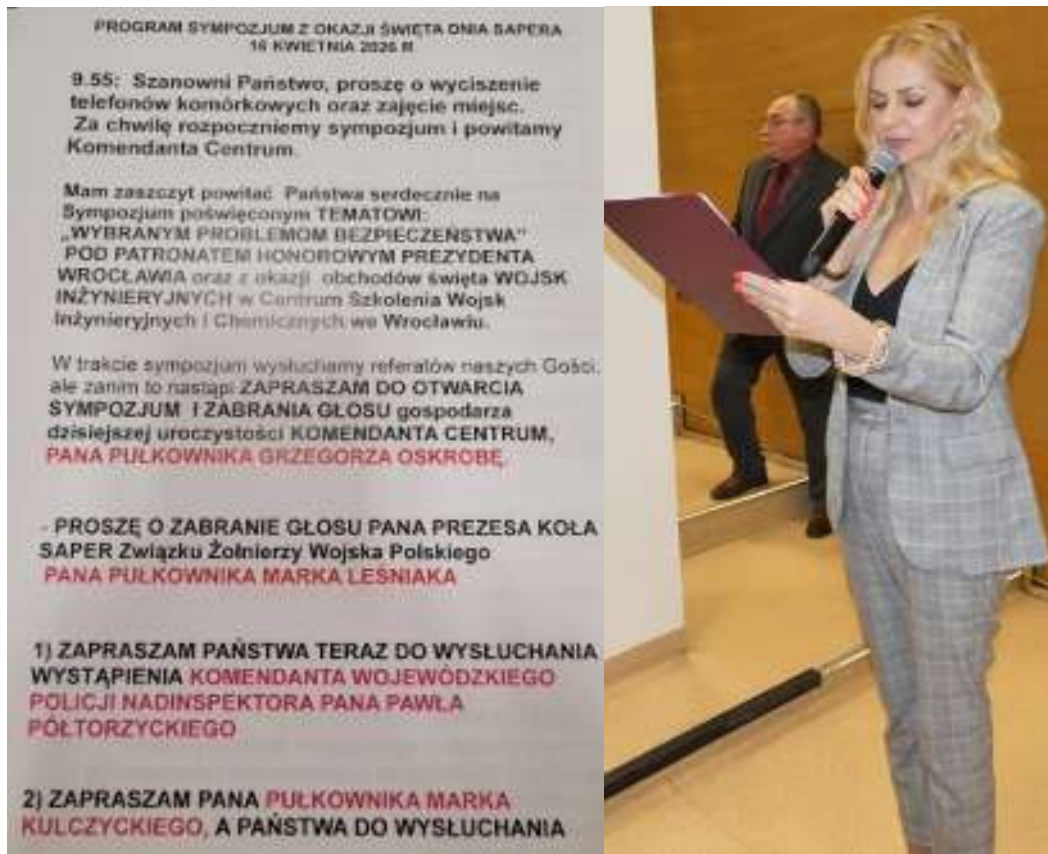 PROGRAM SYMPOZJUM Z OKAZJI ŚWIĘTA DNIA SAPERA
16 KWIETNIA 2026 R
9.55: Szanowni Państwo, proszę o wyciszenie
telefonów komórkowych oraz zajęcie miejsc.
Za chwilę rozpoczniemy sympozjum i powitamy
Komendanta Centrum.
Mam zaszczyt powitać Państwa serdecznie na
Sympozjum poświęconym TEMATOWI:
„WYBRANYM PROBLEMOM BEZPIECZEŃSTWA”
POD PATRONATEM HONOROWYM PREZYDENTA
WROCŁAWIA oraz z okazji obchodów święta WOJSK
INŻYNIERYJNYCH w Centrum Szkolenia Wojsk
Inżynieryjnych i Chemicznych we Wrocławiu.
W trakcie sympozjum wysłuchamy referatów naszych Gości,
ale zanim to nastąpi ZAPRASZAM DO OTWARCIA
SYMPOZJUM I ZABRANIA GŁOSU gospodarza
dzisiejszej uroczystości KOMENDANTA CENTRUM,
PANA PUŁKOWNIKA GRZEGORZA OSKROBĘ.
- PROSZĘ O ZABRANIE GŁOSU PANA PREZESA KOŁA
SAPER Związku Żołnierzy Wojska Polskiego
PANA PUŁKOWNIKA MARKA LEŚNIAKA
1) ZAPRASZAM PAŃSTWA TERAZ DO WYSŁUCHANIA
WYSTĄPIENIA KOMENDANTA WOJEWÓDZKIEGO
POLICJI NADINSPEKTORA PANA PAWŁA
PÓŁTORZYCKIEGO
2) ZAPRASZAM PANA PUŁKOWNIKA MARKA
KULCZYCKIEGO, A PAŃSTWA DO WYSŁUCHANIA